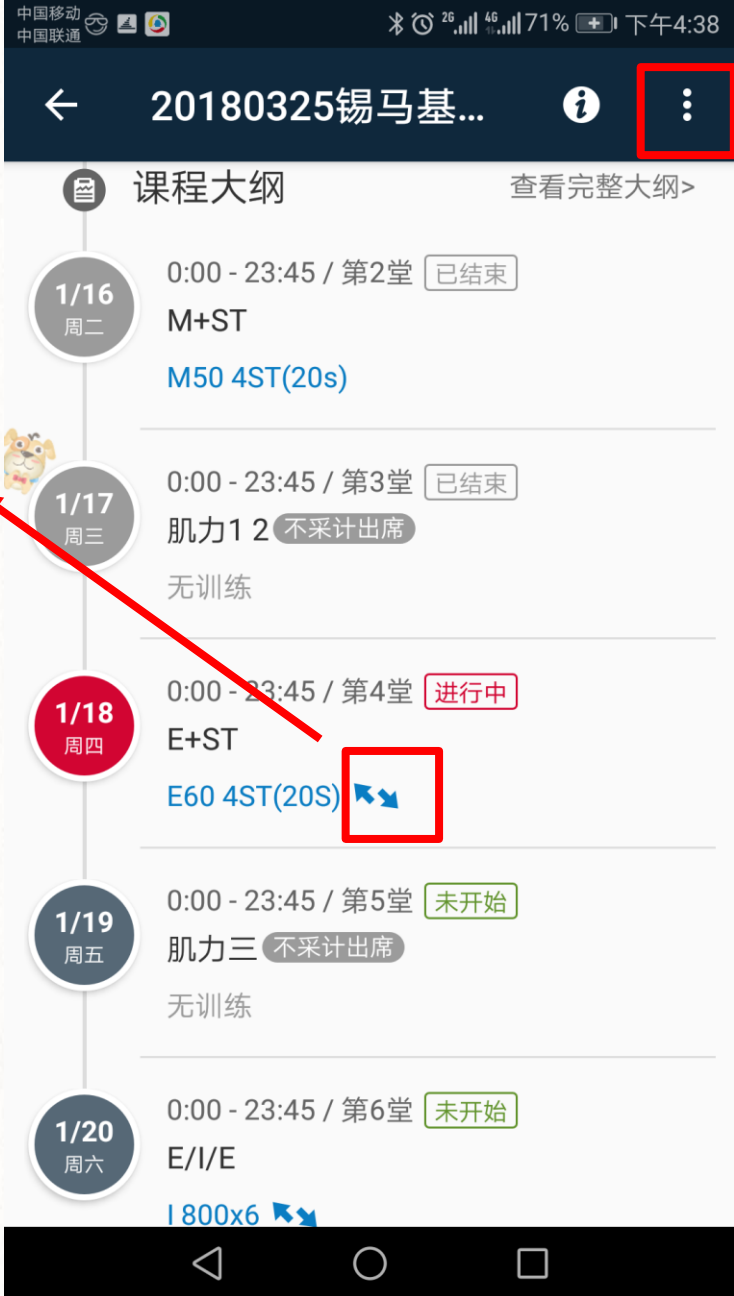 中国移动
中国联通
26 46 71% 下午4:38
20180325锡马基...
课程大纲 查看完整大纲>
1/16
周二
0:00 - 23:45 / 第2堂 已结束
M+ST
M50 4ST(20s)
1/17
周三
0:00 - 23:45 / 第3堂 已结束
肌力1 2 不采计出席
无训练
1/18
周四
0:00 - 23:45 / 第4堂 进行中
E+ST
E60 4ST(20S)
1/19
周五
0:00 - 23:45 / 第5堂 未开始
肌力三 不采计出席
无训练
1/20
周六
0:00 - 23:45 / 第6堂 未开始
E/I/E
I 800x6